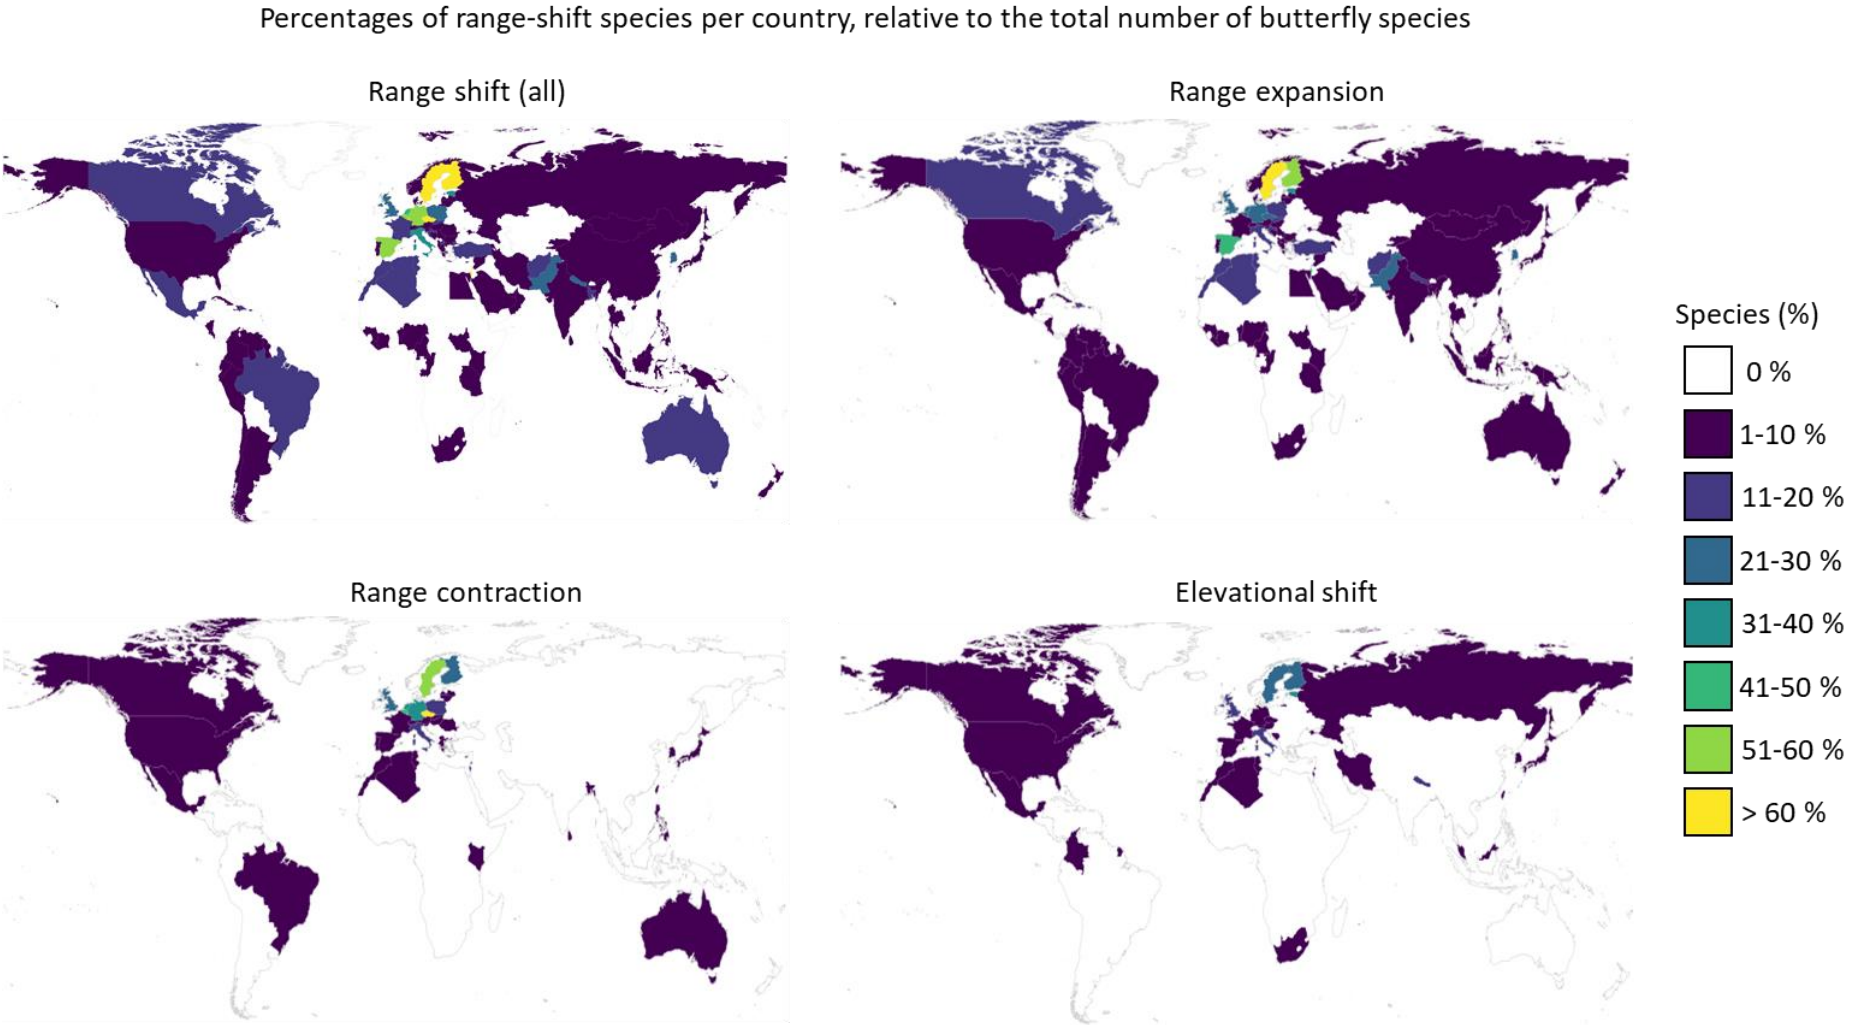 Percentages of range-shift species per country, relative to the total number of butterfly species
Range shift (all)
Range expansion
Range contraction
Elevational shift
Species (%)
0 %
1-10 %
11-20 %
21-30 %
31-40 %
41-50 %
51-60 %
> 60 %